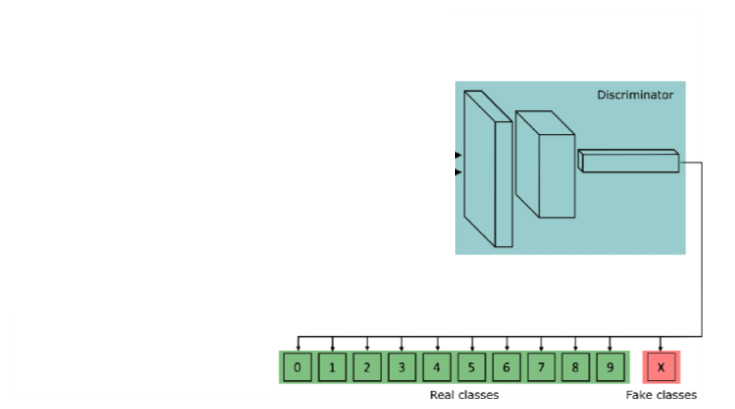 Discriminator
0 1 2 3 4 5 6 7 8 9 X
Real classes Fake classes